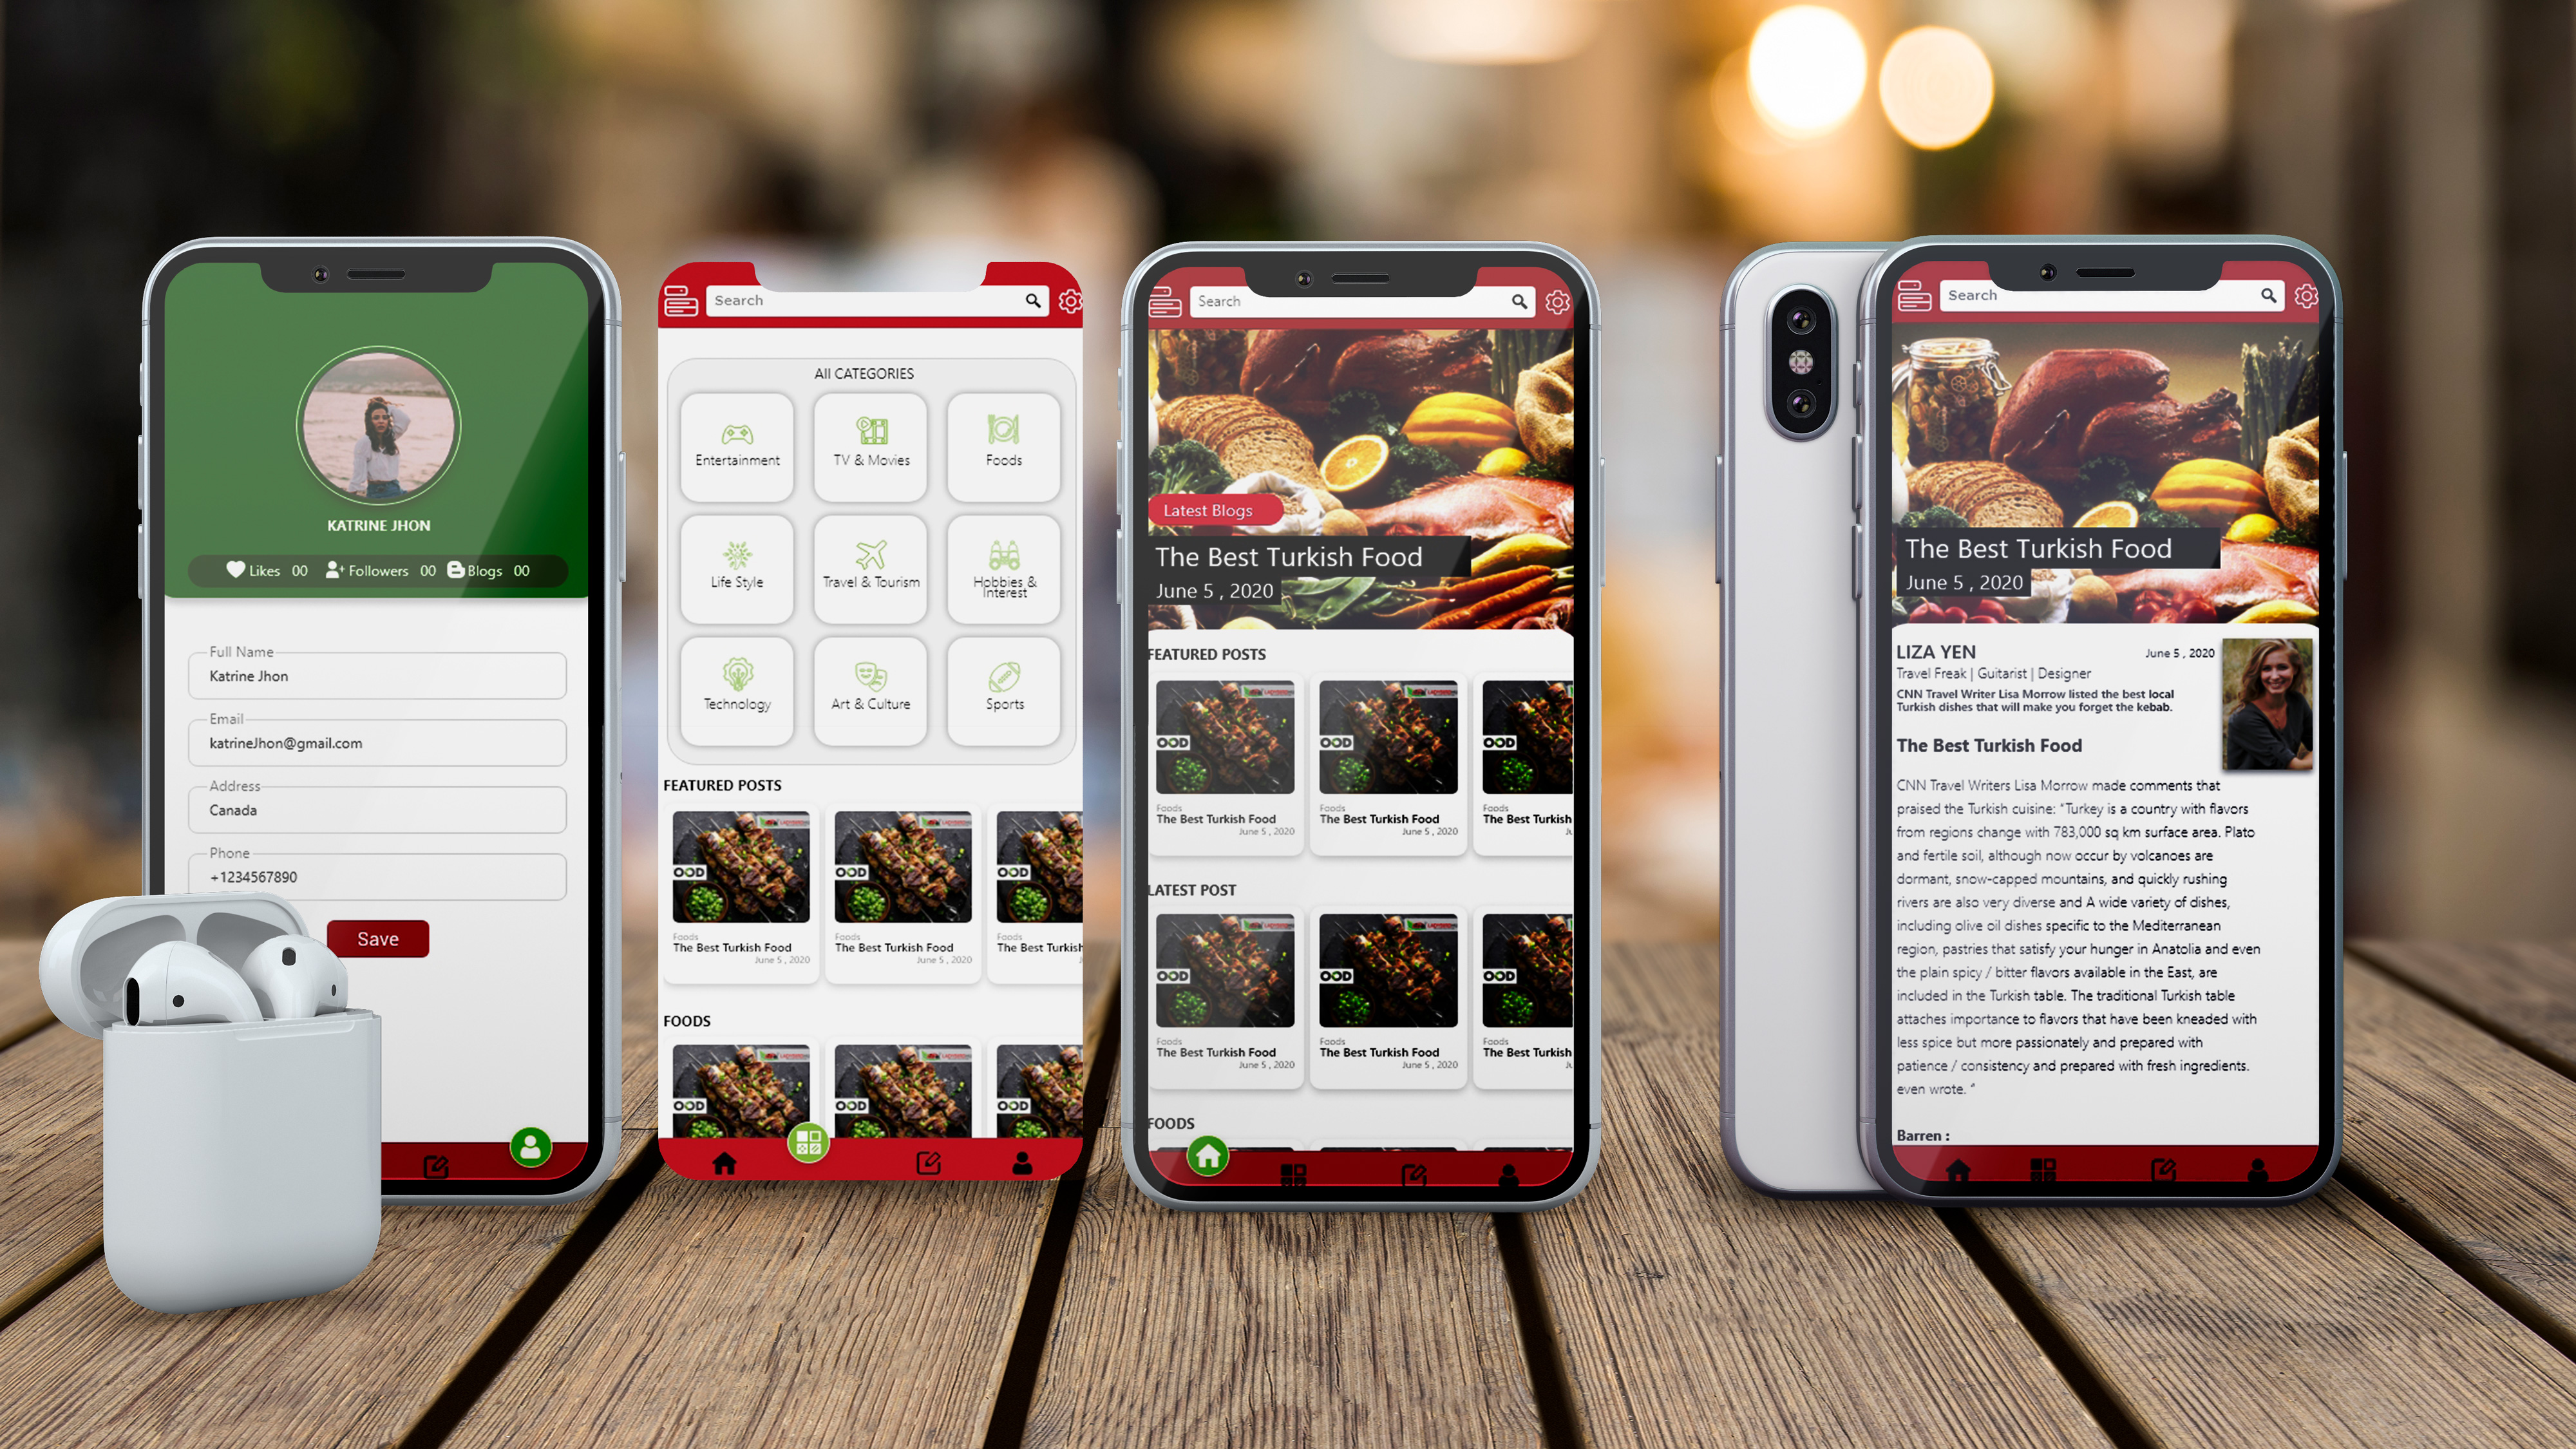 KATRINE JHON
Likes 00 Followers 00 Blogs 00
Full Name
Katrine Jhon
Email
katrineJhon@gmail.com
Address
Canada
Phone
+1234567890
Save
Search
All CATEGORIES
Entertainment
TV & Movies
Foods
Life Style
Travel & Tourism
Hobbies &
Interest
Technology
Art & Culture
Sports
FEATURED POSTS
OOD
OOD
OOD
Foods
Foods
Foods
The Best Turkish Food
The Best Turkish Food
The Best Turkish
June 5 , 2020
June 5 , 2020
FOODS
OOD
OOD
OOD
Search
Latest Blogs
The Best Turkish Food
June 5 , 2020
FEATURED POSTS
OOD
OOD
OOD
Foods
Foods
Foods
The Best Turkish Food
The Best Turkish Food
The Best Turkish
June 5 , 2020
June 5 , 2020
LATEST POST
OOD
OOD
OOD
Foods
Foods
Foods
The Best Turkish Food
The Best Turkish Food
The Best Turkish
June 5 , 2020
June 5 , 2020
FOODS
Search
The Best Turkish Food
June 5 , 2020
LIZA YEN
June 5 , 2020
Travel Freak | Guitarist | Designer
CNN Travel Writer Lisa Morrow listed the best local
Turkish dishes that will make you forget the kebab.
The Best Turkish Food
CNN Travel Writers Lisa Morrow made comments that
praised the Turkish cuisine: "Turkey is a country with flavors
from regions change with 783,000 sq km surface area. Plato
and fertile soil, although now occur by volcanoes are
dormant, snow-capped mountains, and quickly rushing
rivers are also very diverse and A wide variety of dishes,
including olive oil dishes specific to the Mediterranean
region, pastries that satisfy your hunger in Anatolia and even
the plain spicy / bitter flavors available in the East, are
included in the Turkish table. The traditional Turkish table
attaches importance to flavors that have been kneaded with
less spice but more passionately and prepared with
patience / consistency and prepared with fresh ingredients.
even wrote. "
Barren :